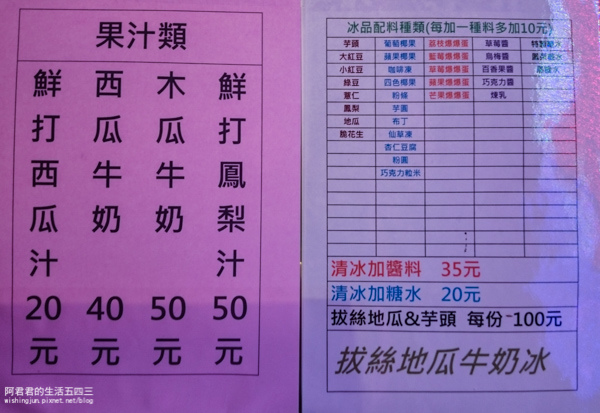 果汁類
鮮打鳳梨汁50元
木瓜牛奶50元
西瓜牛奶40元
鮮打西瓜汁20元
冰品配料種類(每加一種料多加10元)
芋頭 葡萄椰果 荔枝爆爆蛋 草莓醬
大紅豆 蘋果椰果 藍莓爆爆蛋 烏梅醬
小紅豆 咖啡凍 草莓爆爆蛋 百香果醬
綠豆 四色椰果 蘋果爆爆蛋 巧克力醬
薏仁 粉條 芒果爆爆蛋 煉乳
鳳梨 芋圓
地瓜 布丁
脆花生 仙草凍
杏仁豆腐
粉圓
巧克力粒米
清冰加醬料 35元
清冰加糖水 20元
拔絲地瓜&芋頭 每份 100元
拔絲地瓜牛奶冰
阿君君的生活五四三
wishingjun.pixnet.net/blog